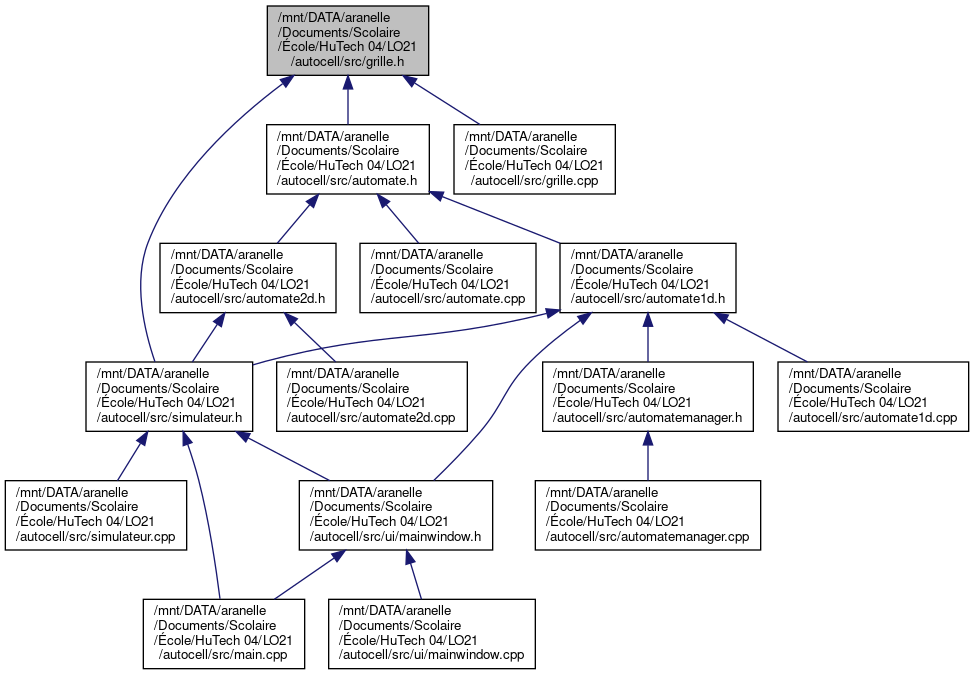 /mnt/DATA/aranelle
/Documents/Scolaire
/École/HuTech 04/LO21
/autocell/src/grille.h
/mnt/DATA/aranelle
/Documents/Scolaire
/École/HuTech 04/LO21
/autocell/src/automate.h
/mnt/DATA/aranelle
/Documents/Scolaire
/École/HuTech 04/LO21
/autocell/src/grille.cpp
/mnt/DATA/aranelle
/Documents/Scolaire
/École/HuTech 04/LO21
/autocell/src/automate2d.h
/mnt/DATA/aranelle
/Documents/Scolaire
/École/HuTech 04/LO21
/autocell/src/automate.cpp
/mnt/DATA/aranelle
/Documents/Scolaire
/École/HuTech 04/LO21
/autocell/src/automate1d.h
/mnt/DATA/aranelle
/Documents/Scolaire
/École/HuTech 04/LO21
/autocell/src/simulateur.h
/mnt/DATA/aranelle
/Documents/Scolaire
/École/HuTech 04/LO21
/autocell/src/automate2d.cpp
/mnt/DATA/aranelle
/Documents/Scolaire
/École/HuTech 04/LO21
/autocell/src/automatemanager.h
/mnt/DATA/aranelle
/Documents/Scolaire
/École/HuTech 04/LO21
/autocell/src/automate1d.cpp
/mnt/DATA/aranelle
/Documents/Scolaire
/École/HuTech 04/LO21
/autocell/src/simulateur.cpp
/mnt/DATA/aranelle
/Documents/Scolaire
/École/HuTech 04/LO21
/autocell/src/ui/mainwindow.h
/mnt/DATA/aranelle
/Documents/Scolaire
/École/HuTech 04/LO21
/autocell/src/automatemanager.cpp
/mnt/DATA/aranelle
/Documents/Scolaire
/École/HuTech 04/LO21
/autocell/src/main.cpp
/mnt/DATA/aranelle
/Documents/Scolaire
/École/HuTech 04/LO21
/autocell/src/ui/mainwindow.cpp